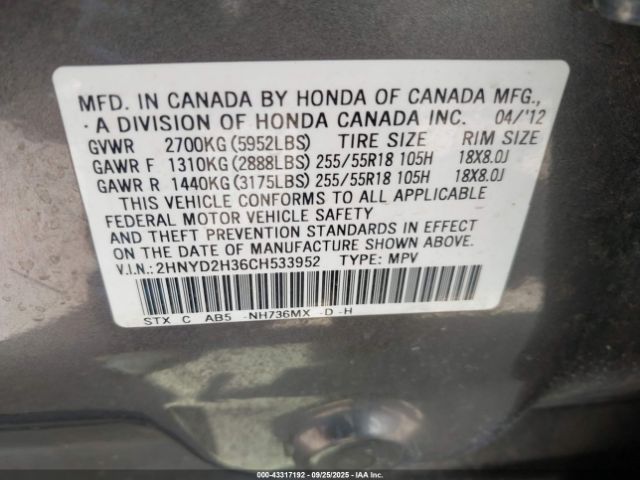 MFD. IN CANADA BY HONDA OF CANADA MFG.,
A DIVISION OF HONDA CANADA INC. 04/'12
GVWR 2700KG (5952LBS) TIRE SIZE RIM SIZE
GAWR F 1310KG (2888LBS) 255/55R18 105H 18X8.0J
GAWR R 1440KG (3175LBS) 255/55R18 105H 18X8.0J
THIS VEHICLE CONFORMS TO ALL APPLICABLE
FEDERAL MOTOR VEHICLE SAFETY
AND THEFT PREVENTION STANDARDS IN EFFECT
ON THE DATE OF MANUFACTURE SHOWN ABOVE.
V.I.N.: 2HNYD2H36CH533952 TYPE: MPV
STX C AB5 -NH736MX -D -H
000-43317192 - 09/25/2025 - IAA Inc.